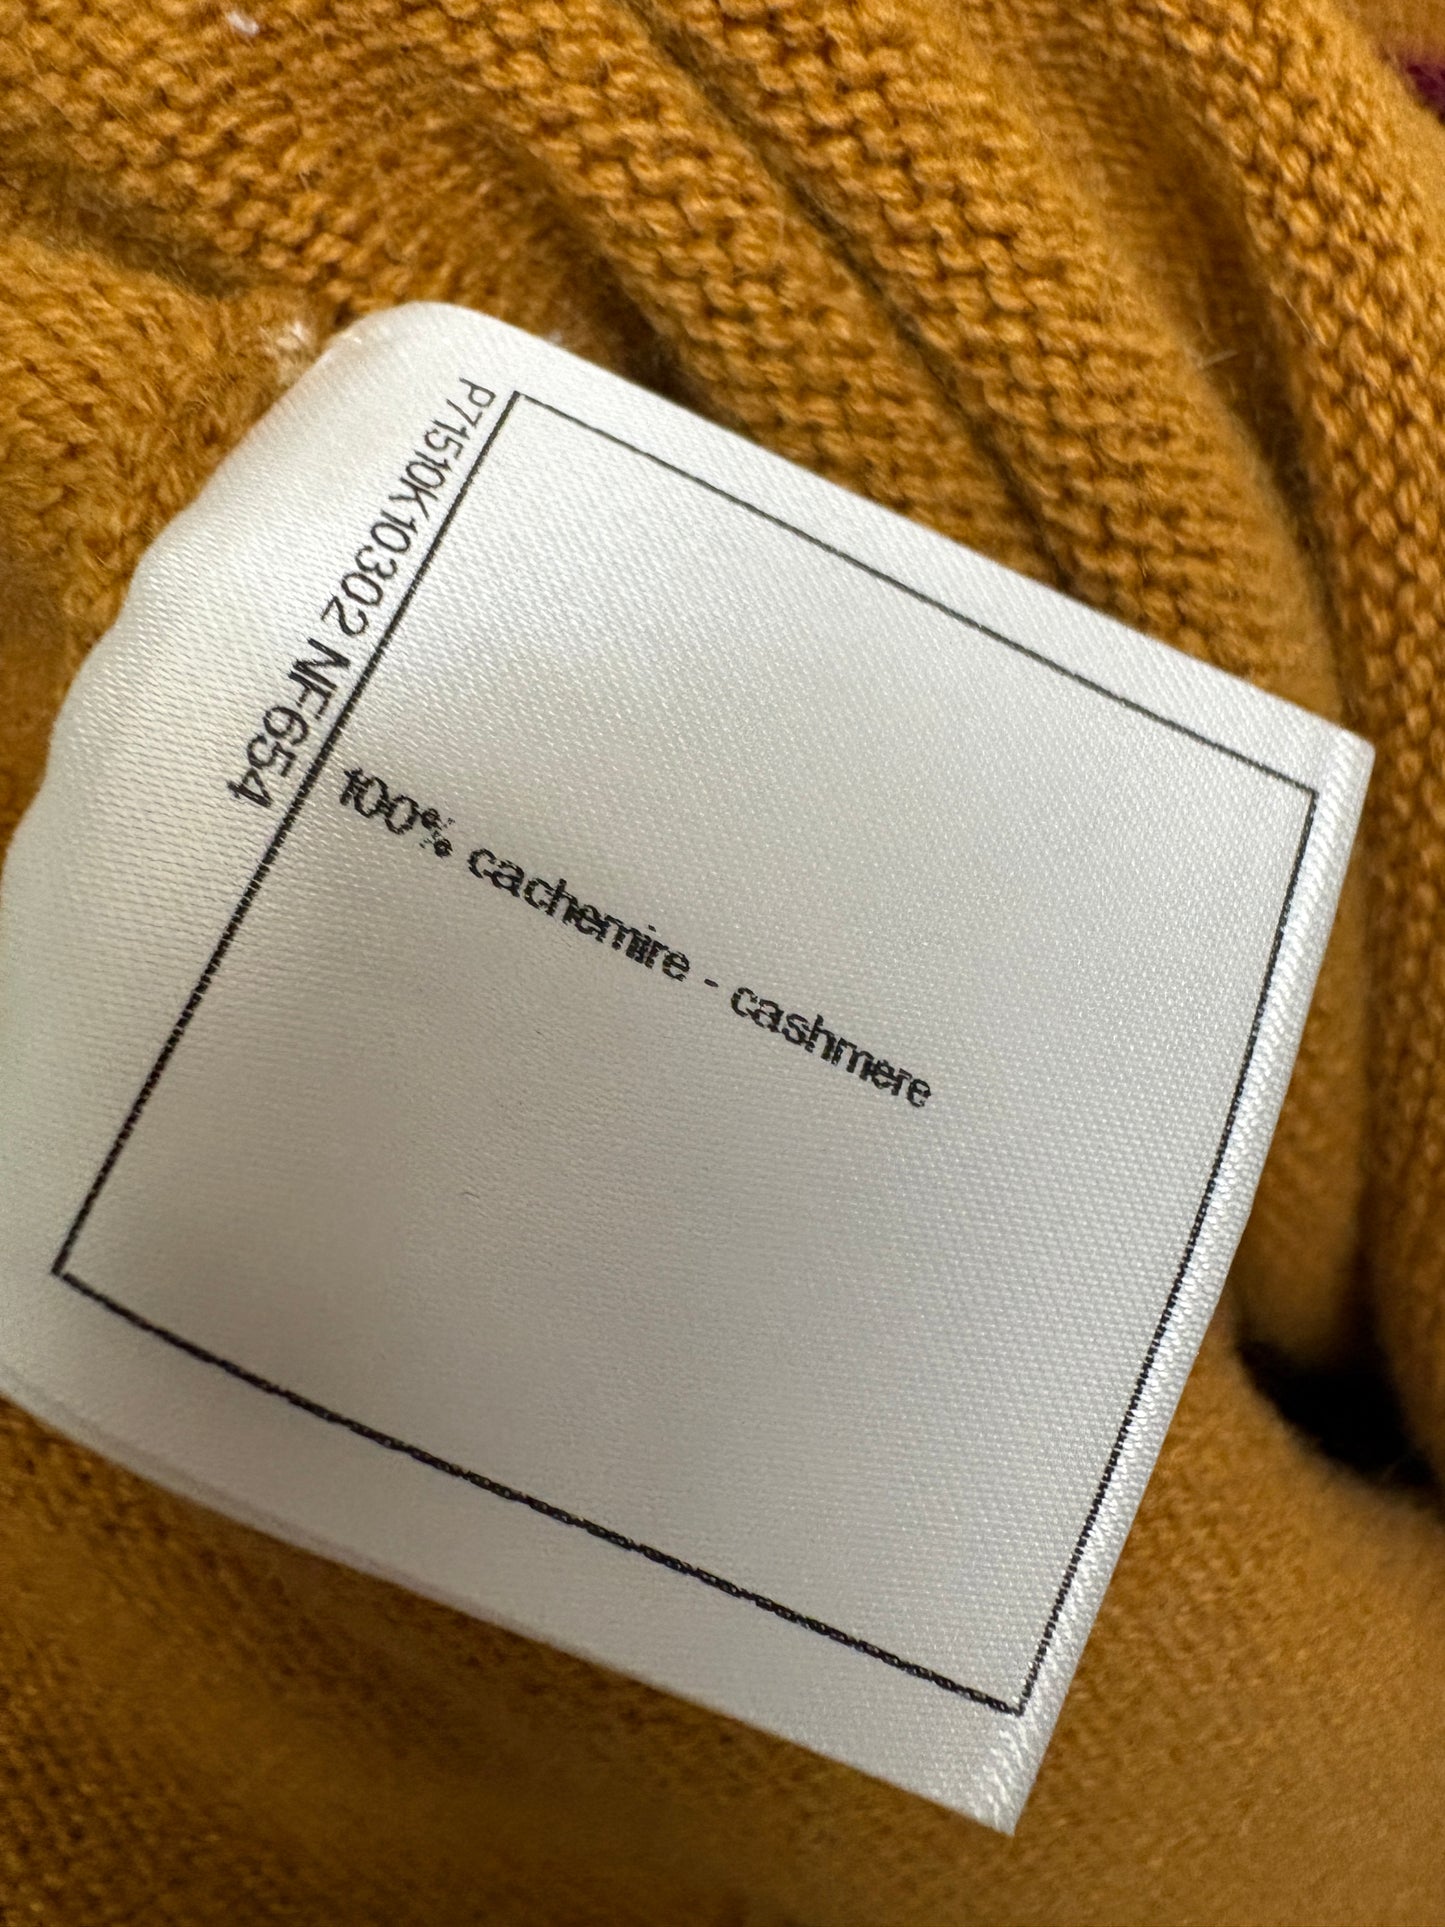 P71510K10302 NF654
100% cachemire - cashmere